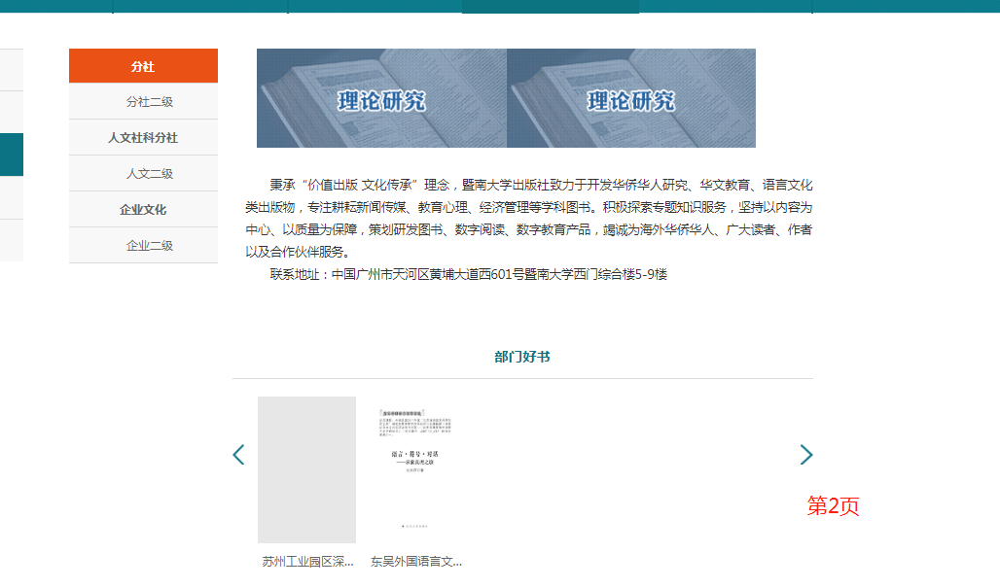 分社
分社二级
人文社科分社
人文二级
企业文化
企业二级
理论研究 理论研究
秉承“价值出版 文化传承”理念，暨南大学出版社致力于开发华侨华人研究、华文教育、语言文化
类出版物，专注耕耘新闻传媒、教育心理、经济管理等学科图书。积极探索专题知识服务，坚持以内容为
中心、以质量为保障，策划研发图书、数字阅读、数字教育产品，竭诚为海外华侨华人、广大读者、作者
以及合作伙伴服务。
联系地址：中国广州市天河区黄埔大道西601号暨南大学西门综合楼5-9楼
部门好书
语言·符号·对话
第2页
苏州工业园区深... 东吴外国语言文...